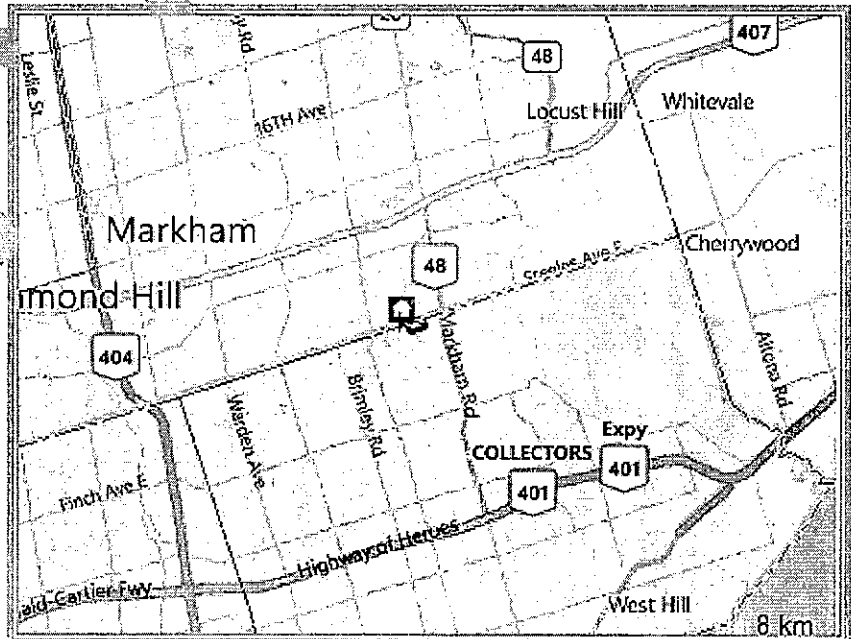 407
48
Leslie St
16TH Ave
Locust Hill
Whitevale
Markham
Cherrywood
48
Steeles Ave E
mmond Hill
404
Markham Rd
Altona Rd
Brimley Rd
Warden Ave
Expy
COLLECTORS
401
401
Finch Ave E
Highway of Heroes
ald-Cartier Fwy
West Hill
8 km